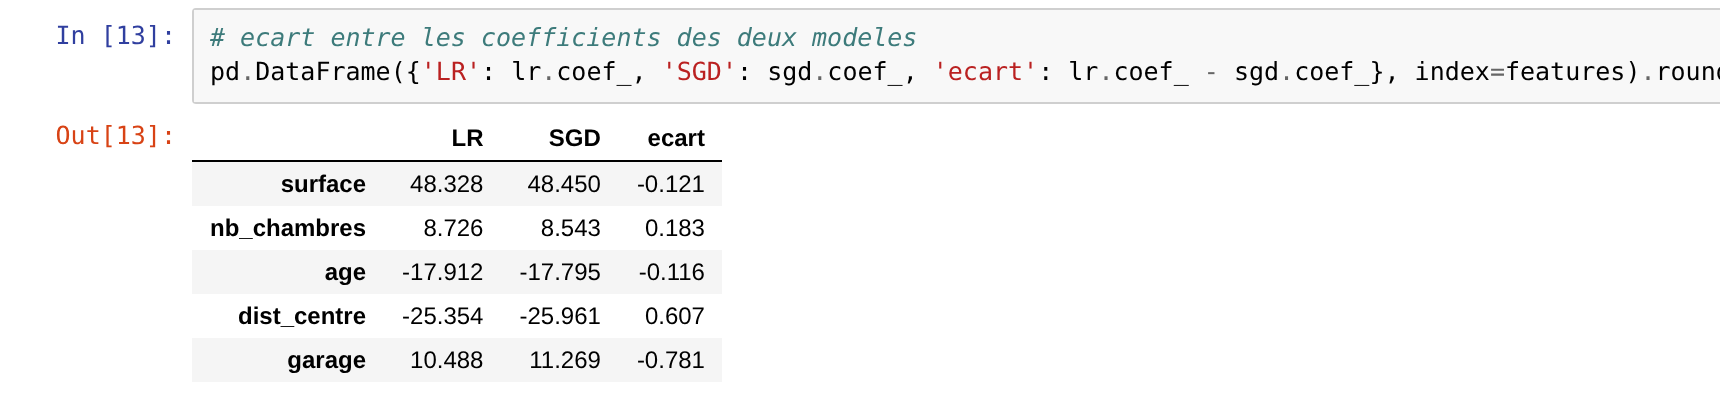 In [13]: # ecart entre les coefficients des deux modeles
pd.DataFrame({'LR': lr.coef_, 'SGD': sgd.coef_, 'ecart': lr.coef_ - sgd.coef_}, index=features).roun
Out[13]:
LR SGD ecart
surface 48.328 48.450 -0.121
nb_chambres 8.726 8.543 0.183
age -17.912 -17.795 -0.116
dist_centre -25.354 -25.961 0.607
garage 10.488 11.269 -0.781